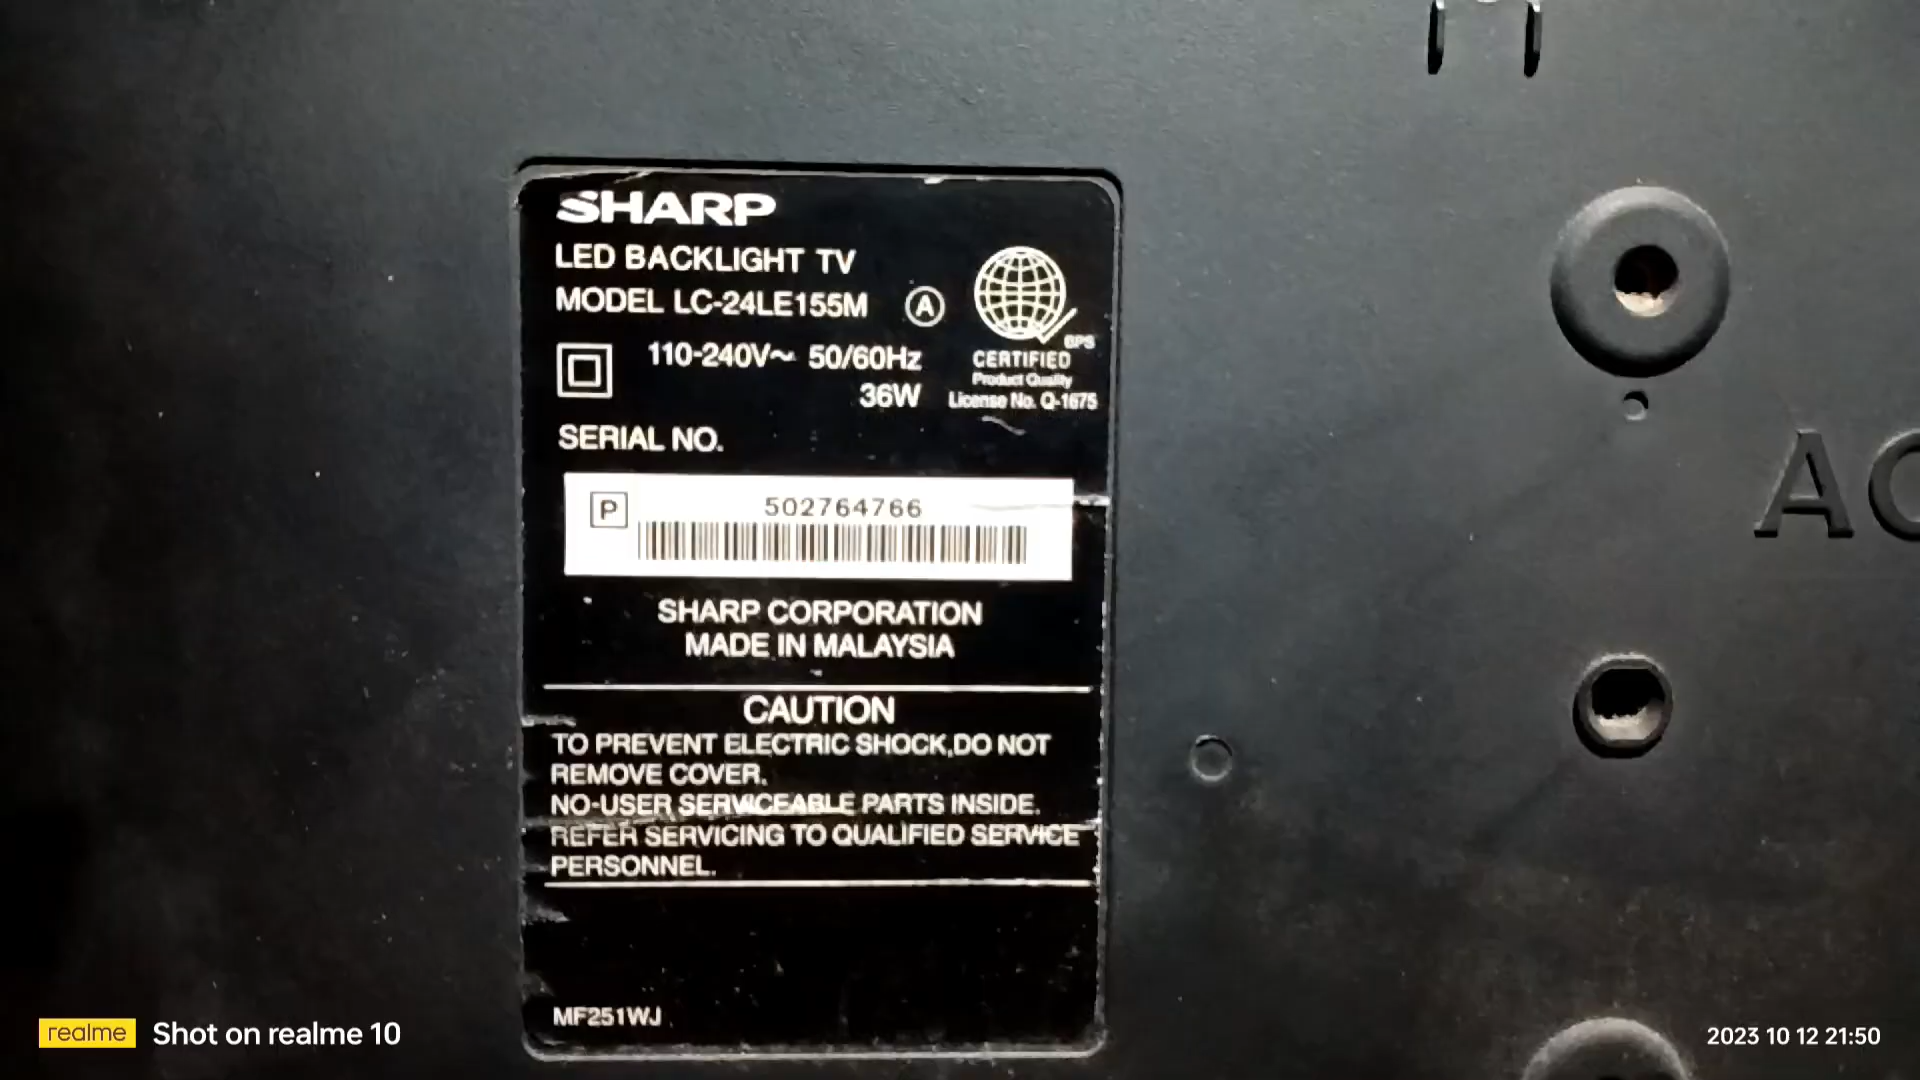 SHARP
LED BACKLIGHT TV
MODEL LC-24LE155M
A
110-240V~ 50/60Hz
36W
BPS
CERTIFIED
Product Quality
License No. Q-1675
SERIAL NO.
P
502764766
SHARP CORPORATION
MADE IN MALAYSIA
CAUTION
TO PREVENT ELECTRIC SHOCK,DO NOT
REMOVE COVER.
NO-USER SERVICEABLE PARTS INSIDE.
REFER SERVICING TO QUALIFIED SERVICE
PERSONNEL.
MF251WJ
AC
realme Shot on realme 10
2023 10 12 21:50